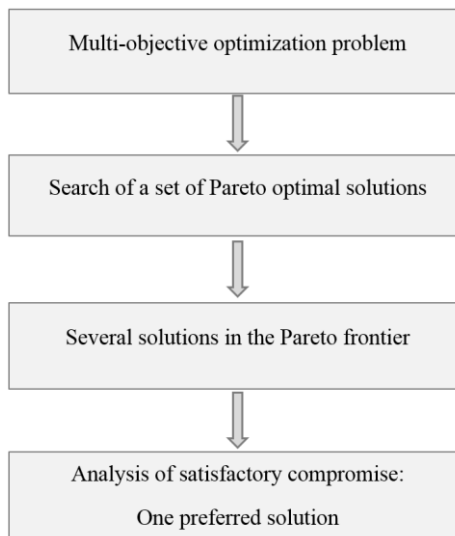 Multi-objective optimization problem
Search of a set of Pareto optimal solutions
Several solutions in the Pareto frontier
Analysis of satisfactory compromise:
One preferred solution